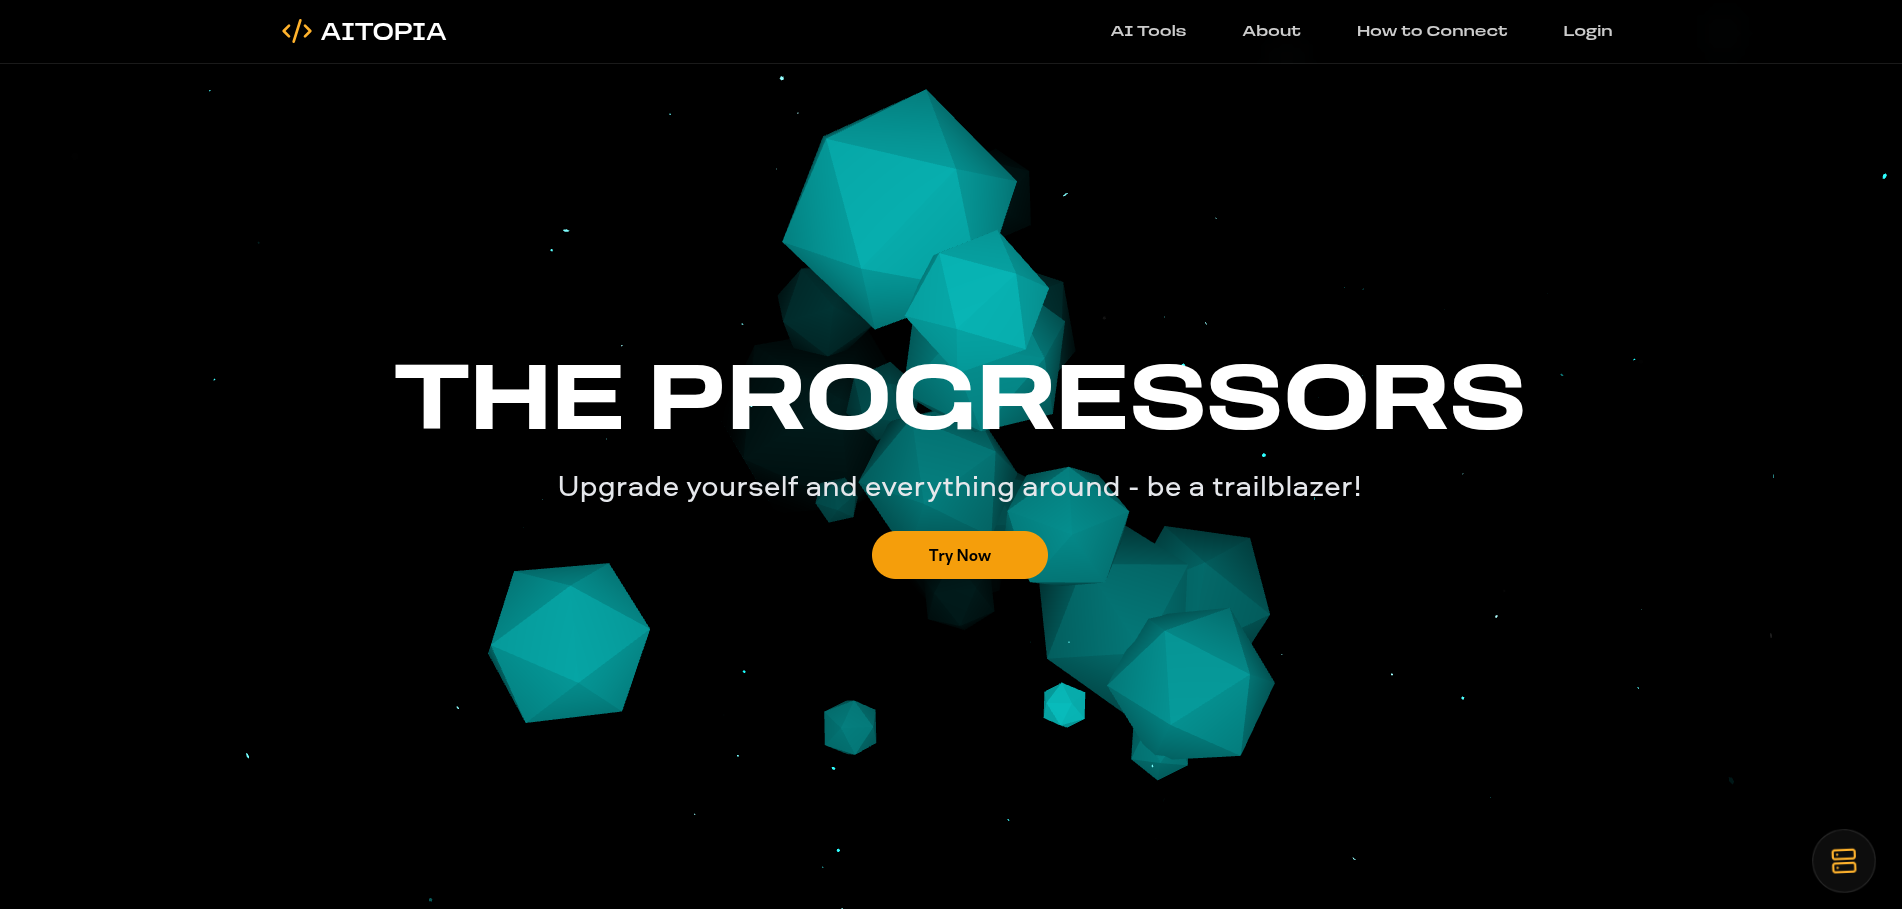 AITOPIA
AI Tools
About
How to Connect
Login
THE PROGRESSORS
Upgrade yourself and everything around - be a trailblazer!
Try Now